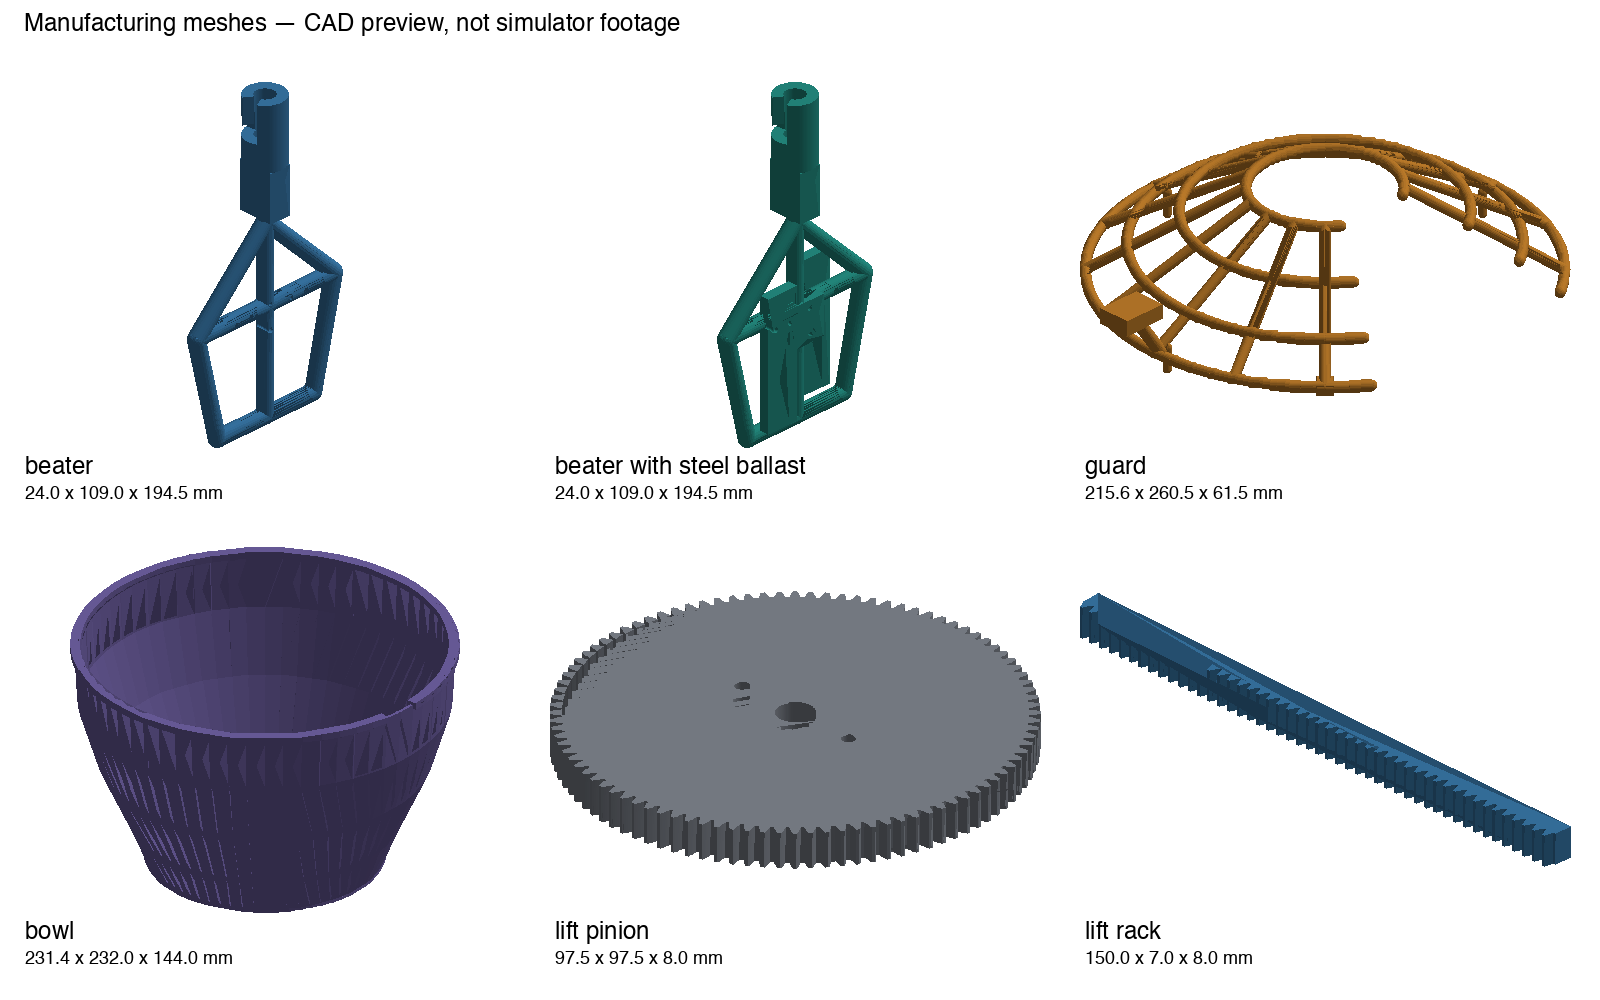 Manufacturing meshes — CAD preview, not simulator footage
beater
24.0 x 109.0 x 194.5 mm
beater with steel ballast
24.0 x 109.0 x 194.5 mm
guard
215.6 x 260.5 x 61.5 mm
bowl
231.4 x 232.0 x 144.0 mm
lift pinion
97.5 x 97.5 x 8.0 mm
lift rack
150.0 x 7.0 x 8.0 mm